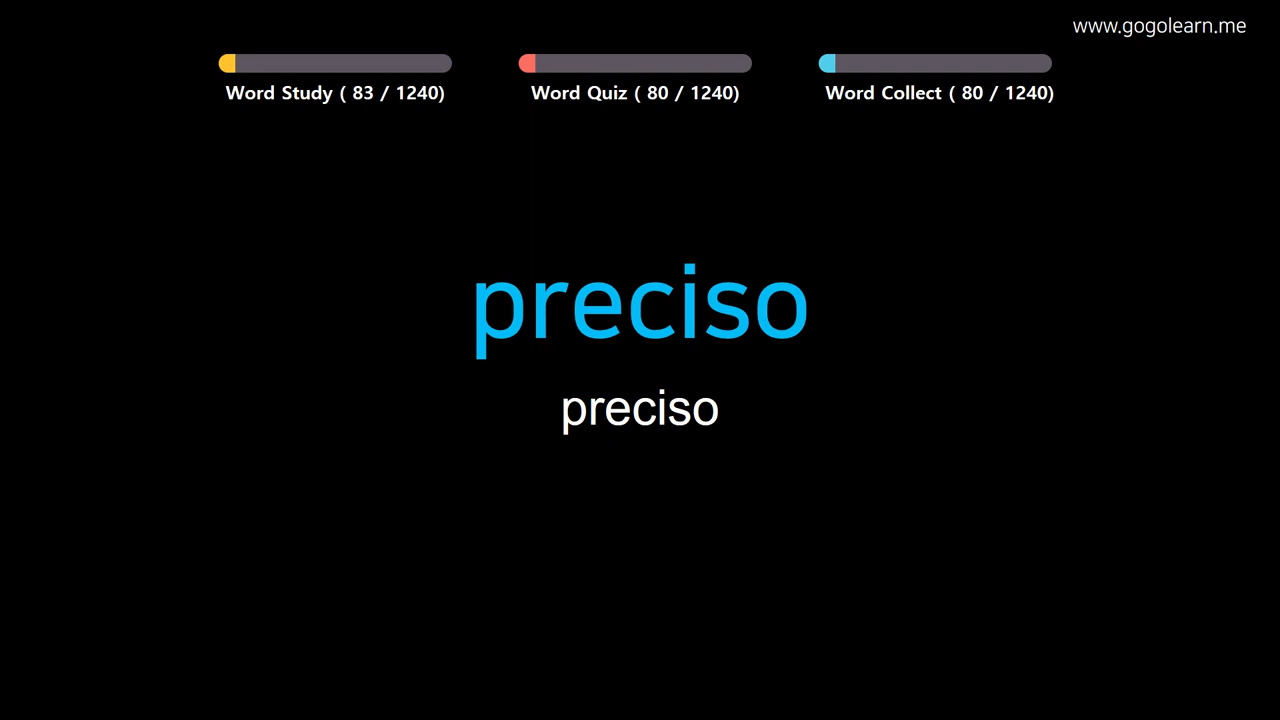 www.gogolearn.me
Word Study ( 83 / 1240)
Word Quiz ( 80 / 1240)
Word Collect ( 80 / 1240)
preciso
preciso